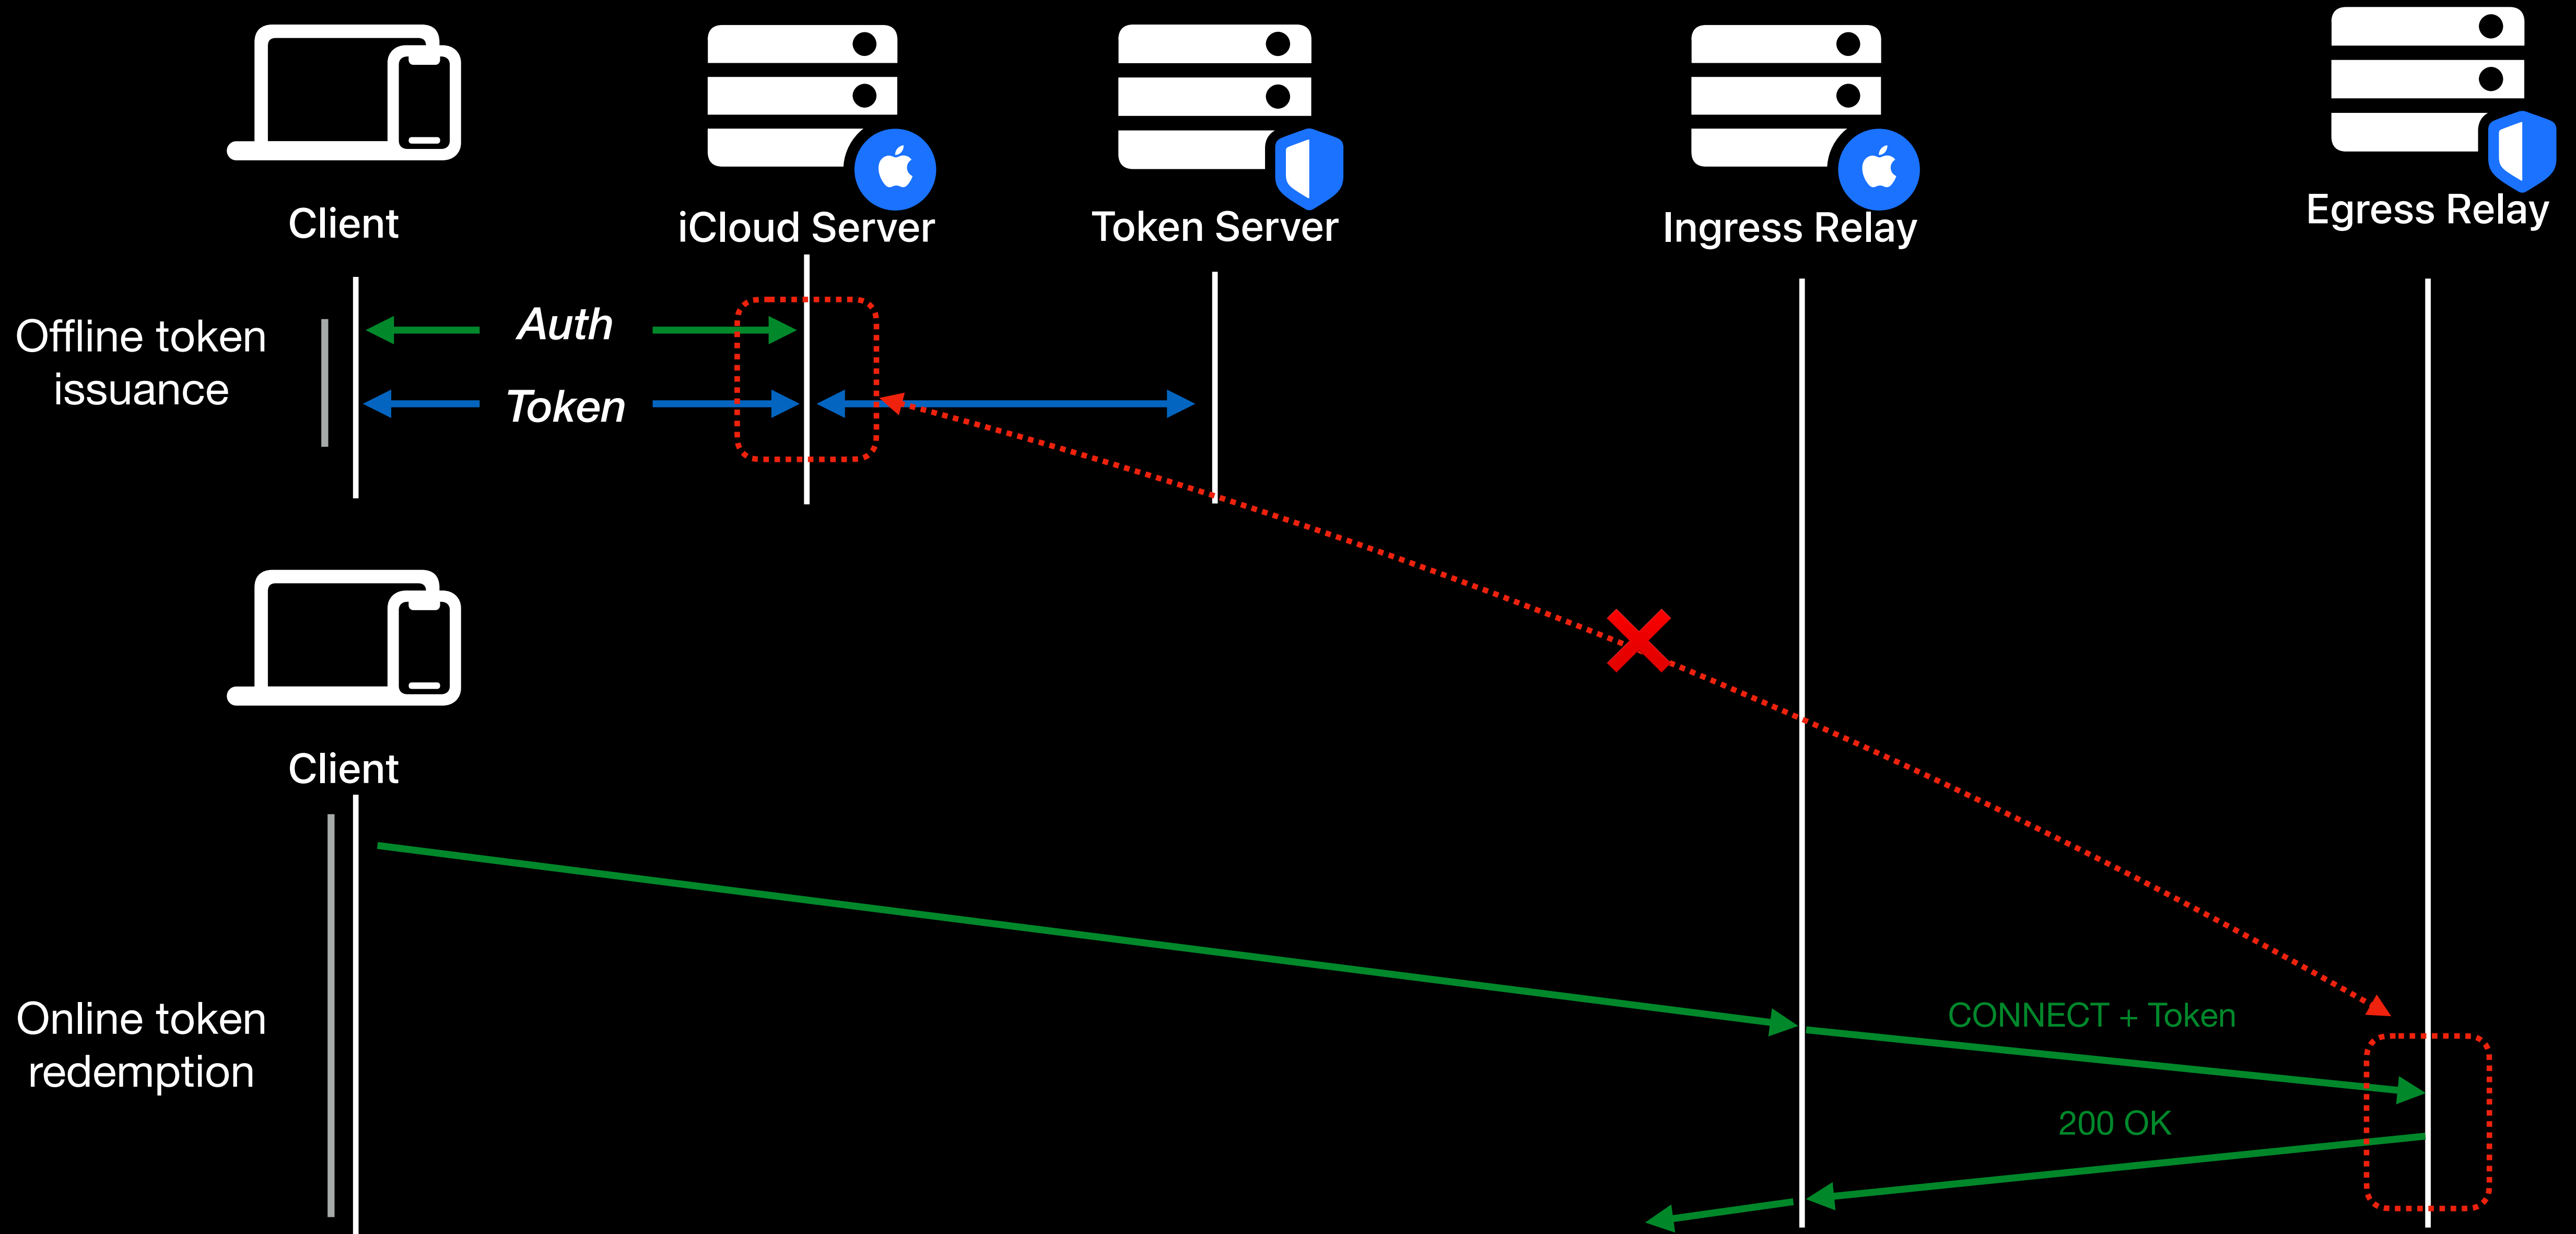 Client
iCloud Server
Token Server
Ingress Relay
Egress Relay
Offline token
issuance
Auth
Token
Client
Online token
redemption
CONNECT + Token
200 OK